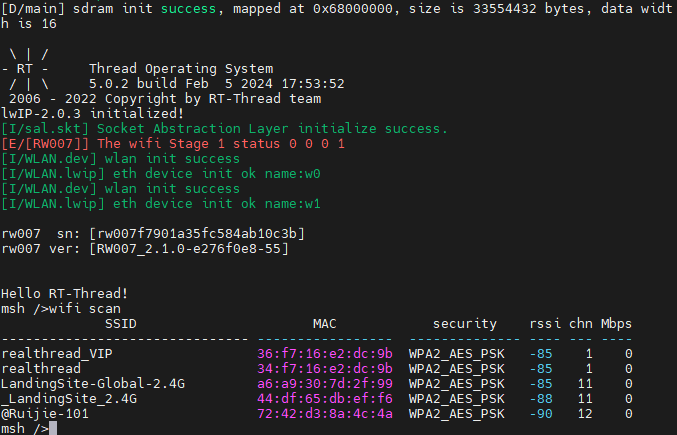 [D/main] sdram init success, mapped at 0x68000000, size is 33554432 bytes, data widt
h is 16
\ | /
- RT -     Thread Operating System
/ | \     5.0.2 build Feb  5 2024 17:53:52
2006 - 2022 Copyright by RT-Thread team
lwIP-2.0.3 initialized!
[I/sal.skt] Socket Abstraction Layer initialize success.
[E/[RW007]] The wifi Stage 1 status 0 0 0 1
[I/WLAN.dev] wlan init success
[I/WLAN.lwip] eth device init ok name:w0
[I/WLAN.dev] wlan init success
[I/WLAN.lwip] eth device init ok name:w1
rw007  sn: [rw007f7901a35fc584ab10c3b]
rw007 ver: [RW007_2.1.0-e276f0e8-55]
Hello RT-Thread!
msh />wifi scan
SSID                      MAC            security    rssi chn Mbps
------------------------------- -----------------  -------------- ---- --- ----
realthread_VIP                  36:f7:16:e2:dc:9b  WPA2_AES_PSK   -85    1    0
realthread                      34:f7:16:e2:dc:9b  WPA2_AES_PSK   -85    1    0
LandingSite-Global-2.4G         a6:a9:30:7d:2f:99  WPA2_AES_PSK   -85   11    0
_LandingSite_2.4G               44:df:65:db:ef:f6  WPA2_AES_PSK   -88   11    0
@Ruijie-101                     72:42:d3:8a:4c:4a  WPA2_AES_PSK   -90   12    0
msh />